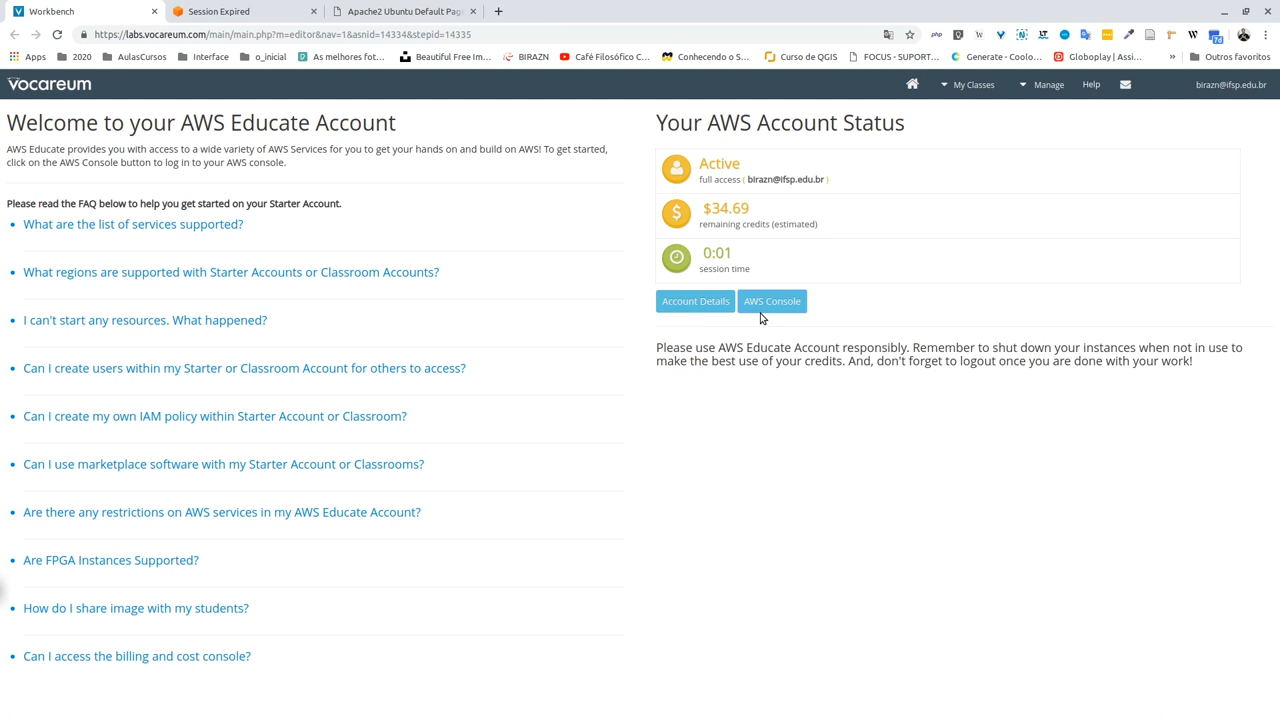 Workbench
Session Expired
Apache2 Ubuntu Default Pag
https://labs.vocareum.com/main/main.php?m=editor&nav=1&asnid=14334&stepid=14335
Apps 2020 AulasCursos Interface o_inicial As melhores fot... Beautiful Free Im... BIRAZN Café Filosófico C... Conhecendo o S... Curso de QGIS FOCUS - SUPORT... Generate - Coolo... Globoplay | Assi... » Outros favoritos
vocareum
My Classes Manage Help birazn@ifsp.edu.br
Welcome to your AWS Educate Account
AWS Educate provides you with access to a wide variety of AWS Services for you to get your hands on and build on AWS! To get started,
click on the AWS Console button to log in to your AWS console.
Please read the FAQ below to help you get started on your Starter Account.
• What are the list of services supported?
• What regions are supported with Starter Accounts or Classroom Accounts?
• I can't start any resources. What happened?
• Can I create users within my Starter or Classroom Account for others to access?
• Can I create my own IAM policy within Starter Account or Classroom?
• Can I use marketplace software with my Starter Account or Classrooms?
• Are there any restrictions on AWS services in my AWS Educate Account?
• Are FPGA Instances Supported?
• How do I share image with my students?
• Can I access the billing and cost console?
Your AWS Account Status
Active
full access ( birazn@ifsp.edu.br )
$34.69
remaining credits (estimated)
0:01
session time
Account Details
AWS Console
Please use AWS Educate Account responsibly. Remember to shut down your instances when not in use to
make the best use of your credits. And, don't forget to logout once you are done with your work!